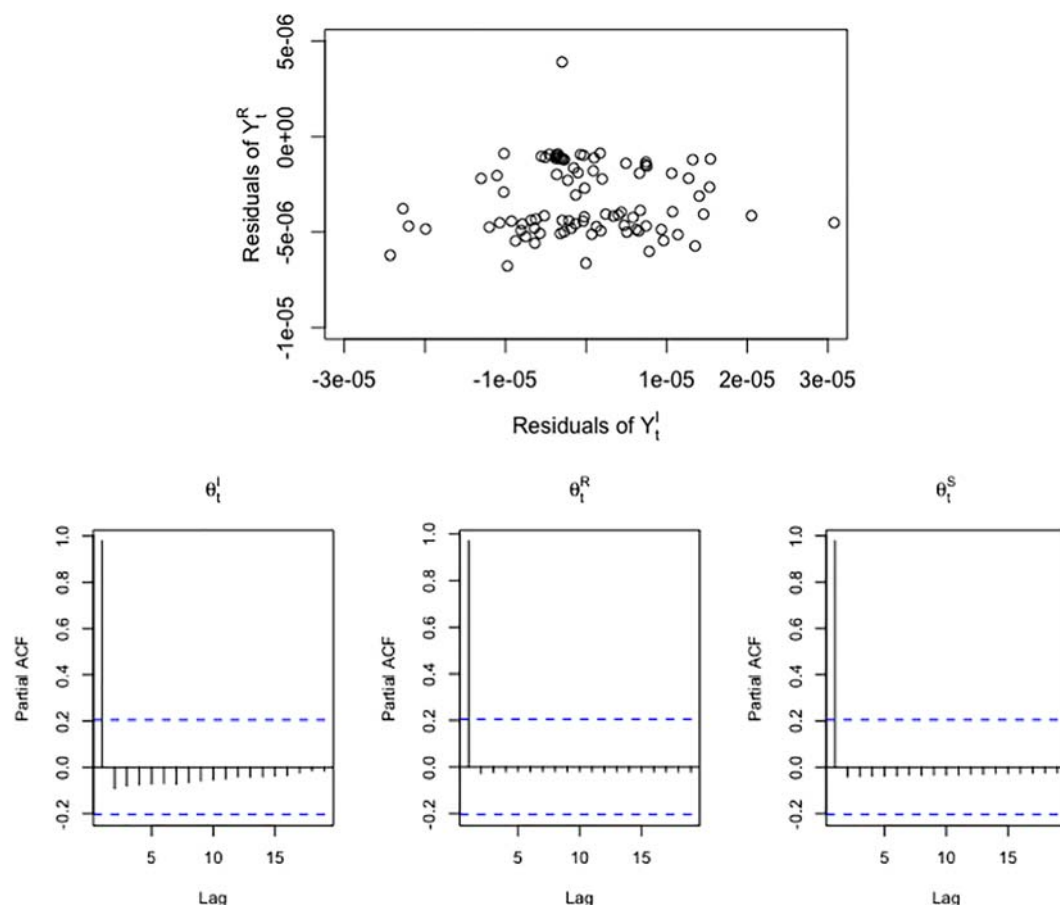 5e-06
0e+00
-5e-06
-1e-05
Residuals of Y_t^R
-3e-05 -1e-05 1e-05 2e-05 3e-05
Residuals of Y_t^I
θ_t^I θ_t^R θ_t^S
1.0 1.0 1.0
0.8 0.8 0.8
0.6 0.6 0.6
0.4 0.4 0.4
0.2 0.2 0.2
0.0 0.0 0.0
-0.2 -0.2 -0.2
Partial ACF Partial ACF Partial ACF
5 10 15 5 10 15 5 10 15
Lag Lag Lag